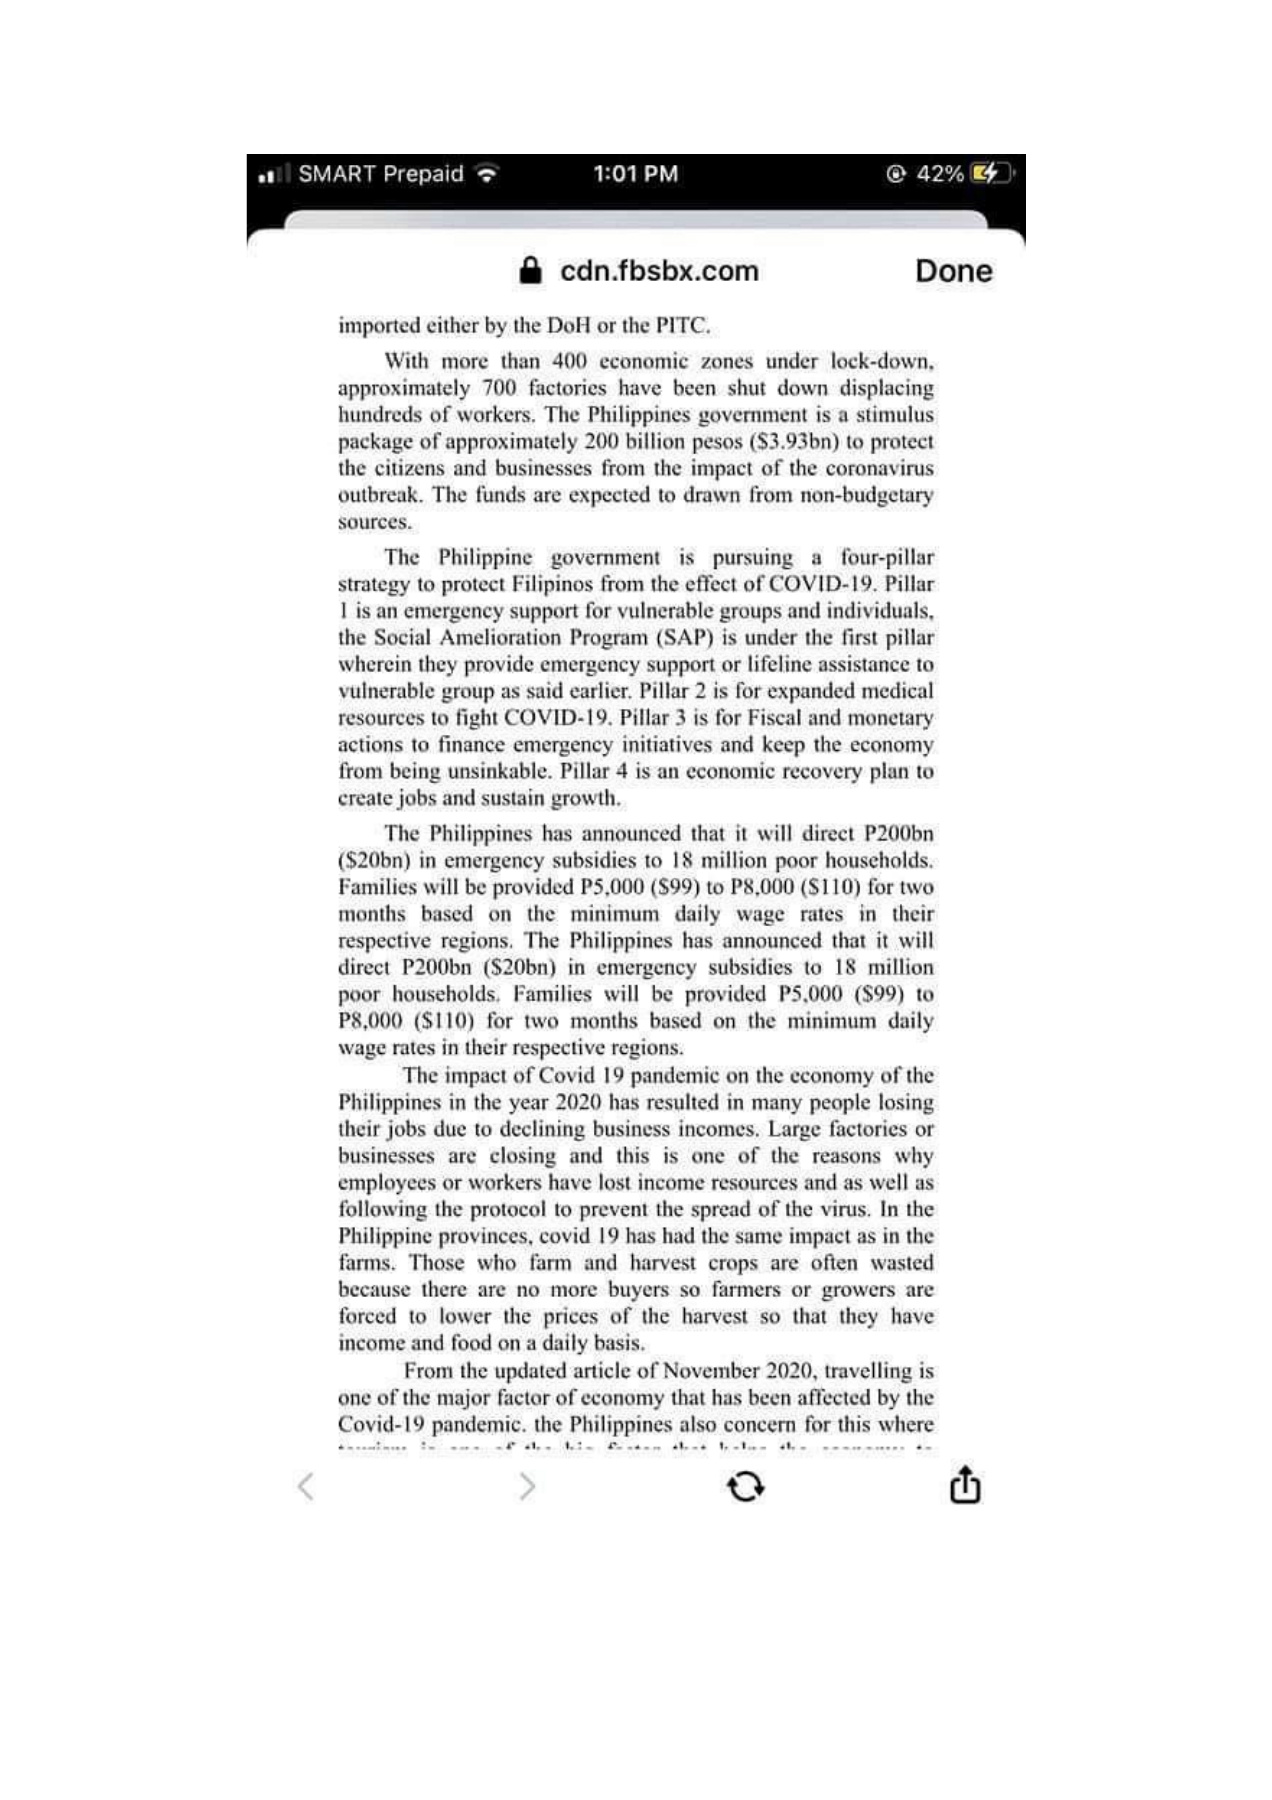 SMART Prepaid 1:01 PM 42%
cdn.fbsbx.com Done
imported either by the DoH or the PITC.
With more than 400 economic zones under lock-down,
approximately 700 factories have been shut down displacing
hundreds of workers. The Philippines government is a stimulus
package of approximately 200 billion pesos ($3.93bn) to protect
the citizens and businesses from the impact of the coronavirus
outbreak. The funds are expected to drawn from non-budgetary
sources.
The Philippine government is pursuing a four-pillar
strategy to protect Filipinos from the effect of COVID-19. Pillar
1 is an emergency support for vulnerable groups and individuals,
the Social Amelioration Program (SAP) is under the first pillar
wherein they provide emergency support or lifeline assistance to
vulnerable group as said earlier. Pillar 2 is for expanded medical
resources to fight COVID-19. Pillar 3 is for Fiscal and monetary
actions to finance emergency initiatives and keep the economy
from being unsinkable. Pillar 4 is an economic recovery plan to
create jobs and sustain growth.
The Philippines has announced that it will direct P200bn
($20bn) in emergency subsidies to 18 million poor households.
Families will be provided P5,000 ($99) to P8,000 ($110) for two
months based on the minimum daily wage rates in their
respective regions. The Philippines has announced that it will
direct P200bn ($20bn) in emergency subsidies to 18 million
poor households. Families will be provided P5,000 ($99) to
P8,000 ($110) for two months based on the minimum daily
wage rates in their respective regions.
The impact of Covid 19 pandemic on the economy of the
Philippines in the year 2020 has resulted in many people losing
their jobs due to declining business incomes. Large factories or
businesses are closing and this is one of the reasons why
employees or workers have lost income resources and as well as
following the protocol to prevent the spread of the virus. In the
Philippine provinces, covid 19 has had the same impact as in the
farms. Those who farm and harvest crops are often wasted
because there are no more buyers so farmers or growers are
forced to lower the prices of the harvest so that they have
income and food on a daily basis.
From the updated article of November 2020, travelling is
one of the major factor of economy that has been affected by the
Covid-19 pandemic. the Philippines also concern for this where